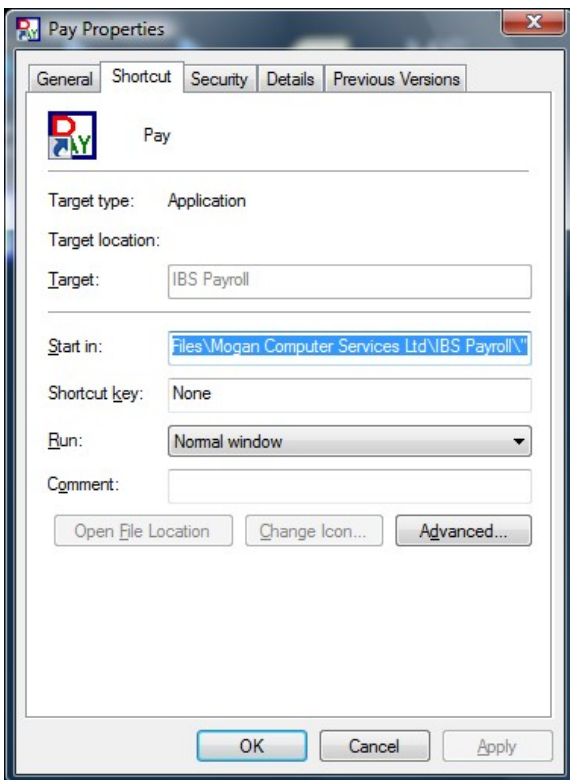 Pay Properties
General Shortcut Security Details Previous Versions
PAY Pay
Target type: Application
Target location:
Target: IBS Payroll
Start in: Files\Mogan Computer Services Ltd\IBS Payroll\"
Shortcut key: None
Run: Normal window
Comment:
Open File Location Change Icon... Advanced...
OK Cancel Apply